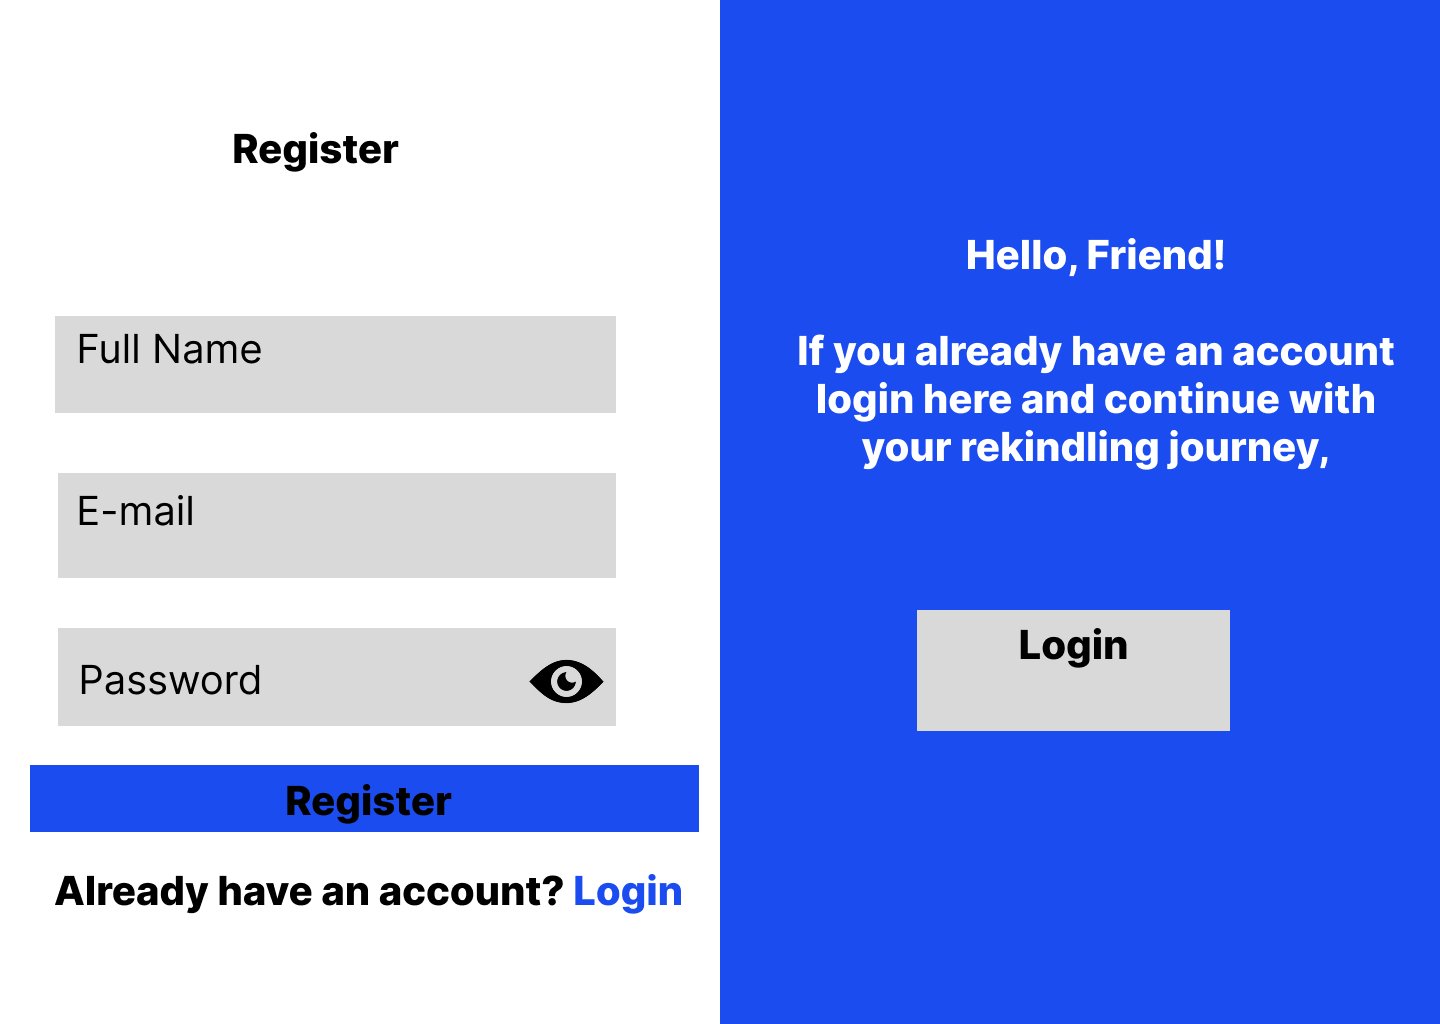 Register
Full Name
E-mail
Password
Register
Already have an account? Login
Hello, Friend!
If you already have an account
login here and continue with
your rekindling journey,
Login